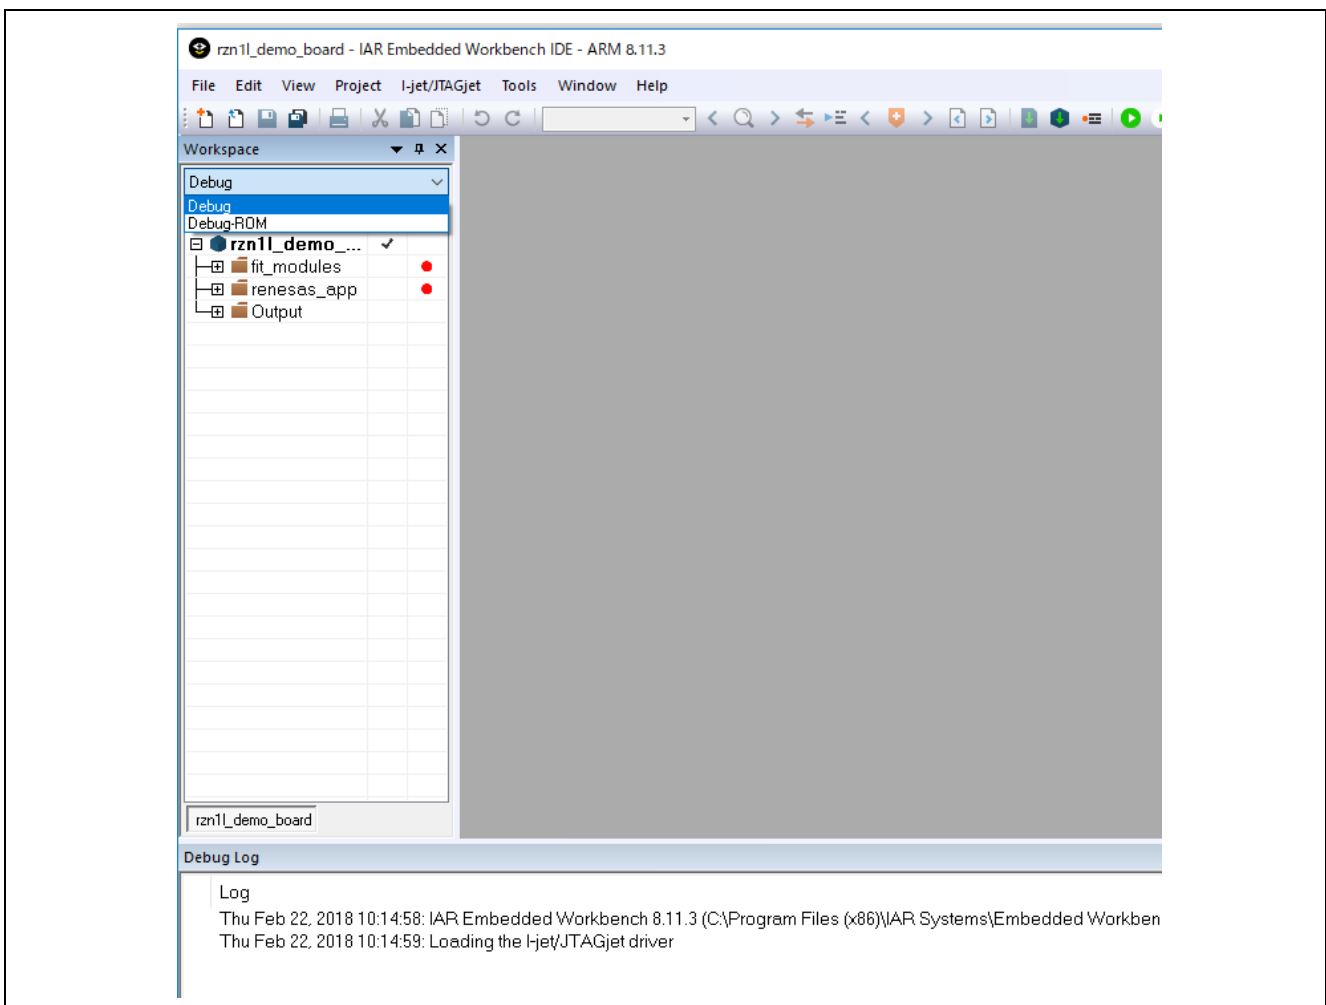 rzn1l_demo_board - IAR Embedded Workbench IDE - ARM 8.11.3
File Edit View Project I-jet/JTAGjet Tools Window Help
Workspace
Debug
Debug
Debug-ROM
rzn1l_demo_...
fit_modules
renesas_app
Output
rzn1l_demo_board
Debug Log
Log
Thu Feb 22, 2018 10:14:58: IAR Embedded Workbench 8.11.3 (C:\Program Files (x86)\IAR Systems\Embedded Workben
Thu Feb 22, 2018 10:14:59: Loading the I-jet/JTAGjet driver